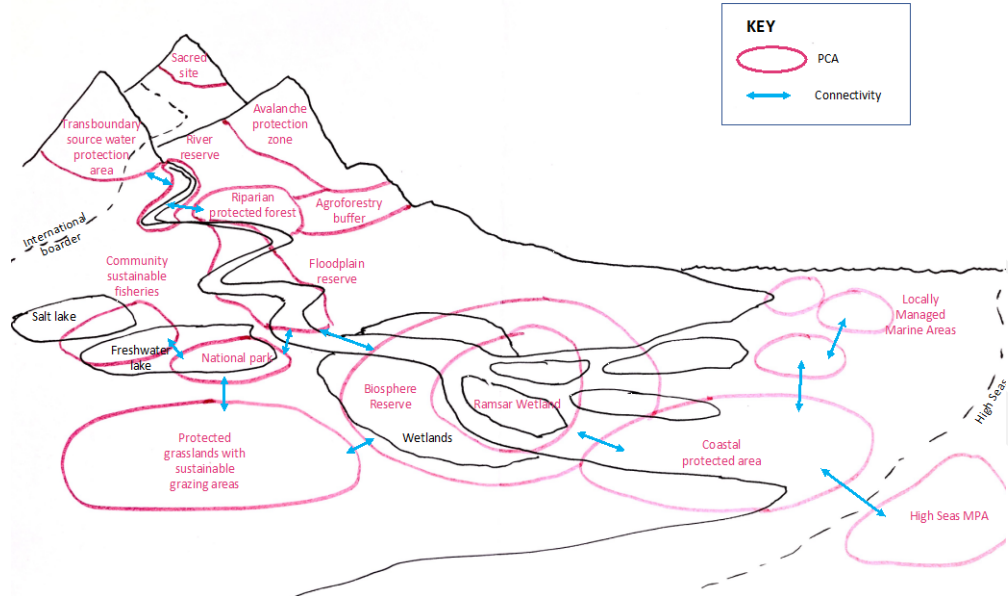 KEY
PCA
Connectivity
Sacred
site
Transboundary
source water
protection
area
River
reserve
Avalanche
protection
zone
Riparian
protected forest
Agroforestry
buffer
International
boarder
Community
sustainable
fisheries
Floodplain
reserve
Salt lake
Freshwater
lake
National park
Locally
Managed
Marine Areas
Biosphere
Reserve
Ramsar Wetland
Wetlands
High Seas
Protected
grasslands with
sustainable
grazing areas
Coastal
protected area
High Seas MPA